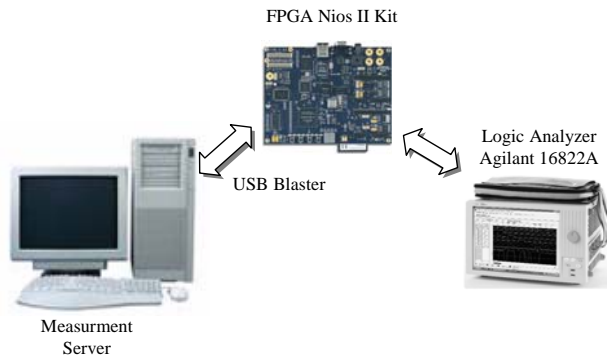 FPGA Nios II Kit
Logic Analyzer
Agilant 16822A
USB Blaster
Measurment
Server